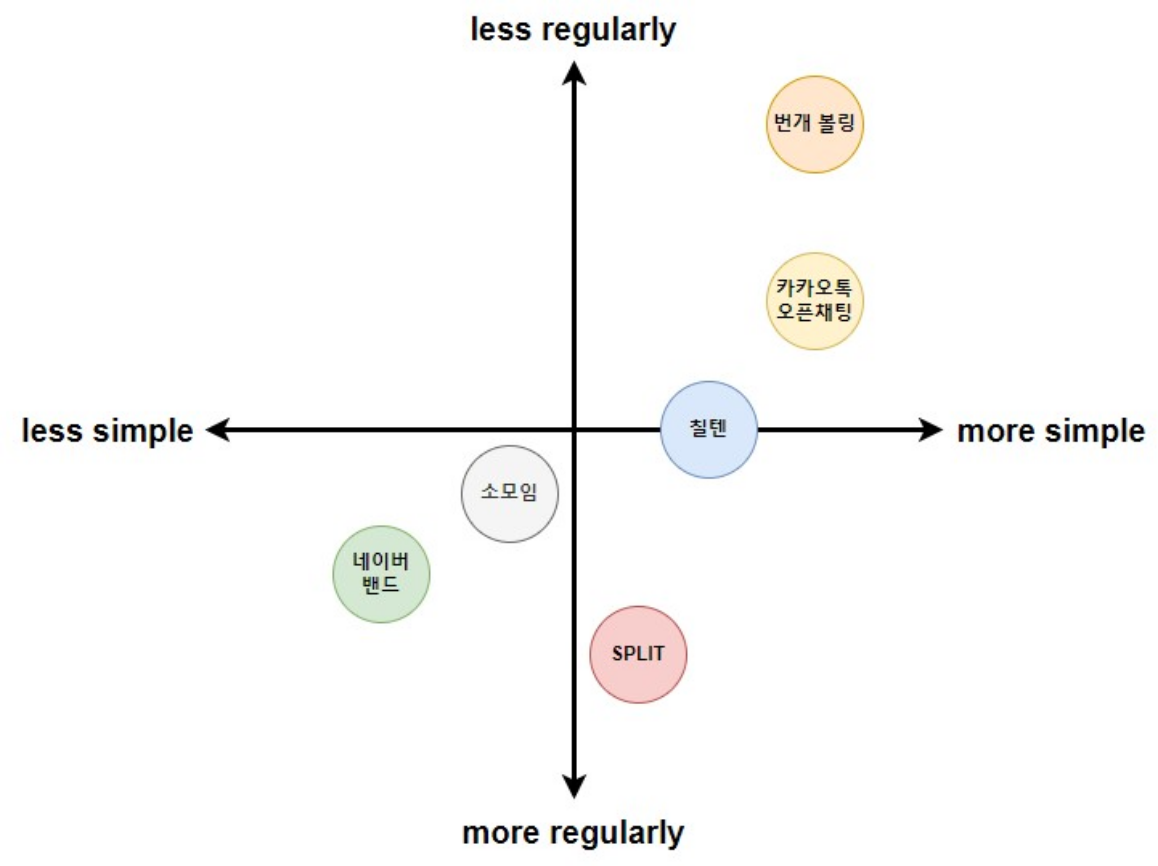 less regularly
번개 볼링
카카오톡
오픈채팅
less simple
칠텐
more simple
소모임
네이버
밴드
SPLIT
more regularly